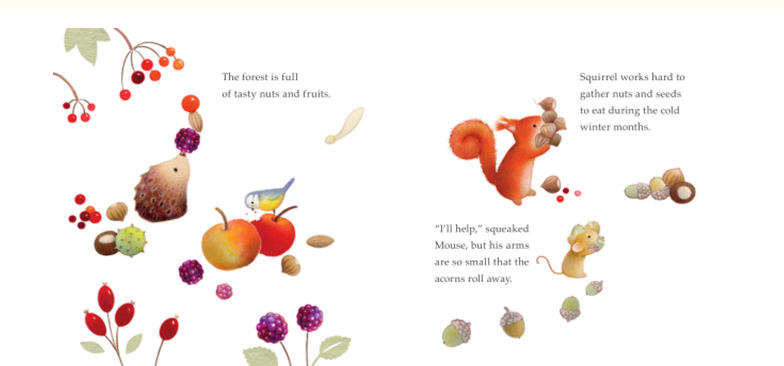 The forest is full
of tasty nuts and fruits.
Squirrel works hard to
gather nuts and seeds
to eat during the cold
winter months.
“I’ll help,” squeaked
Mouse, but his arms
are so small that the
acorns roll away.